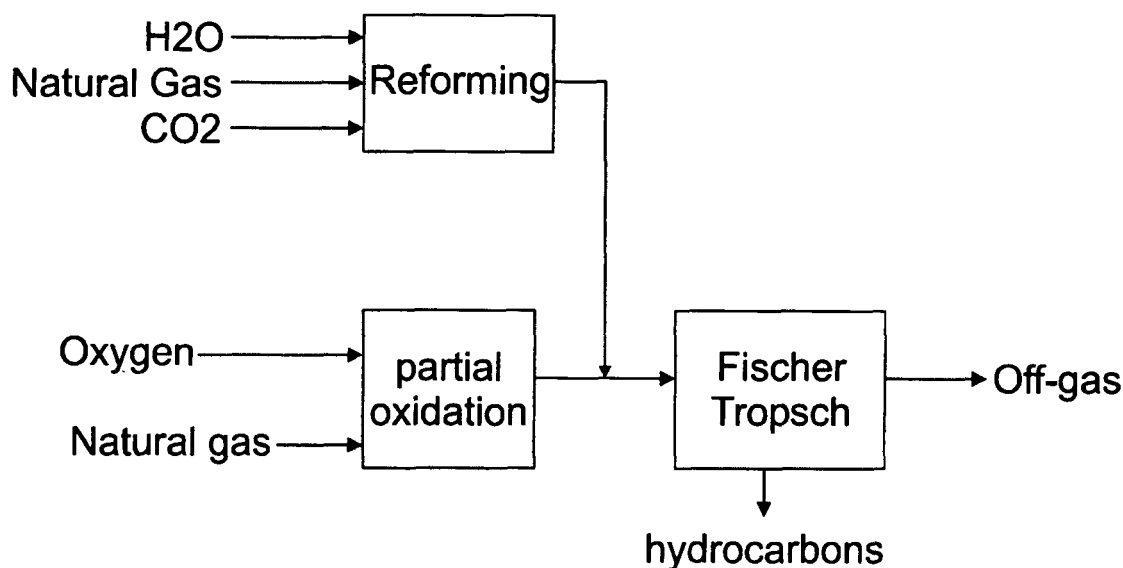 H2O
Natural Gas
CO2
Reforming
Oxygen
Natural gas
partial
oxidation
Fischer
Tropsch
Off-gas
hydrocarbons